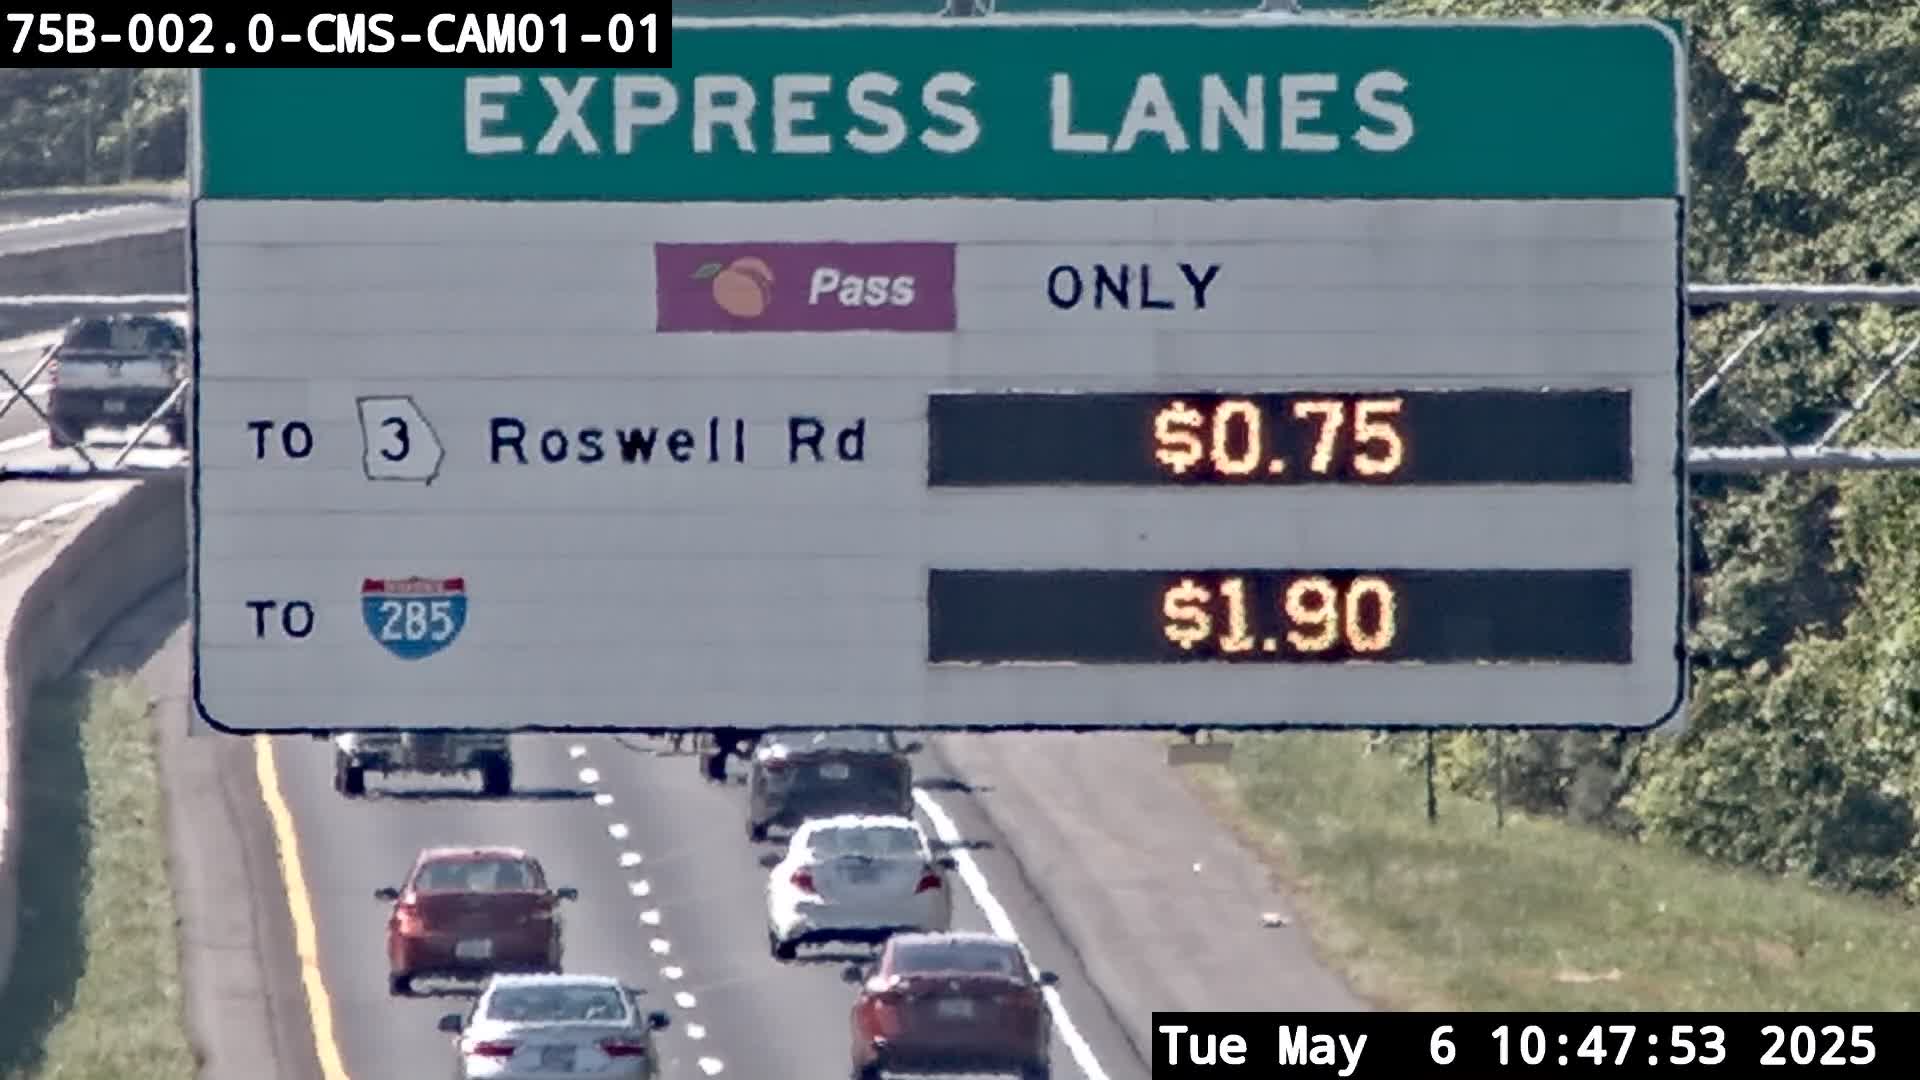 75B-002.0-CMS-CAM01-01
EXPRESS LANES
Pass ONLY
TO 3 Roswell Rd $0.75
TO 285 $1.90
Tue May 6 10:47:53 2025